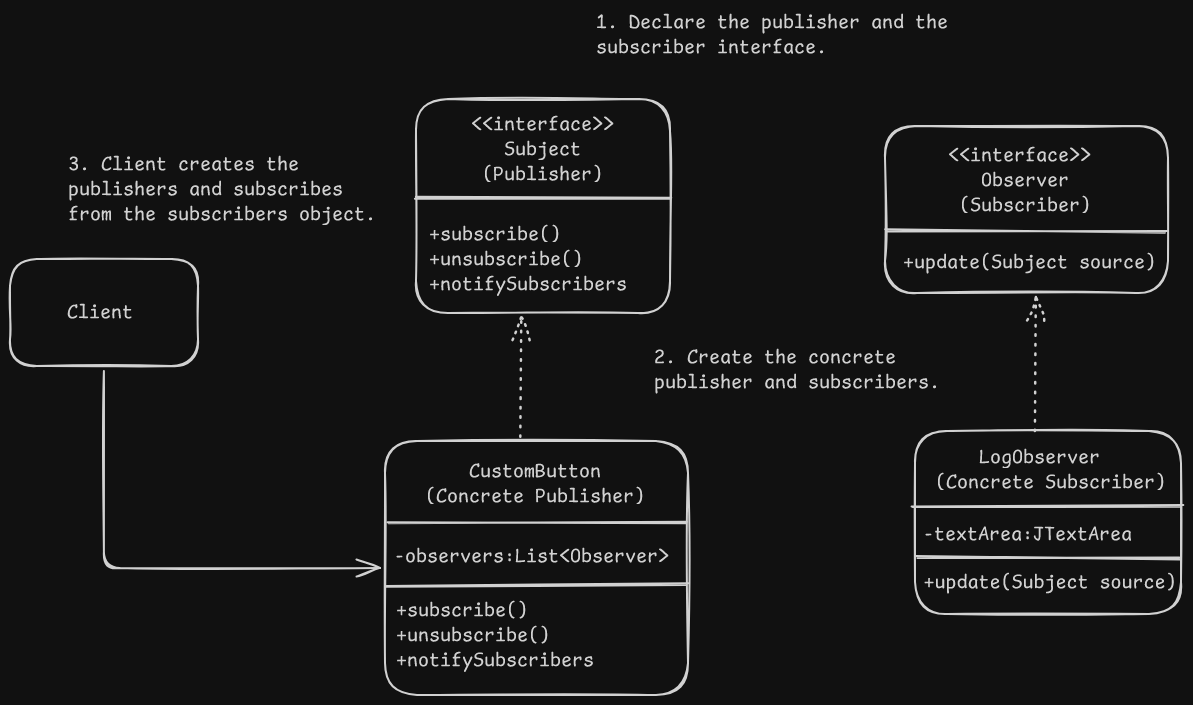 1. Declare the publisher and the
subscriber interface.
<<interface>>
Subject
(Publisher)
+subscribe()
+unsubscribe()
+notifySubscribers
<<interface>>
Observer
(Subscriber)
+update(Subject source)
3. Client creates the
publishers and subscribes
from the subscribers object.
Client
2. Create the concrete
publisher and subscribers.
CustomButton
(Concrete Publisher)
-observers:List<Observer>
+subscribe()
+unsubscribe()
+notifySubscribers
LogObserver
(Concrete Subscriber)
-textArea:JTextArea
+update(Subject source)